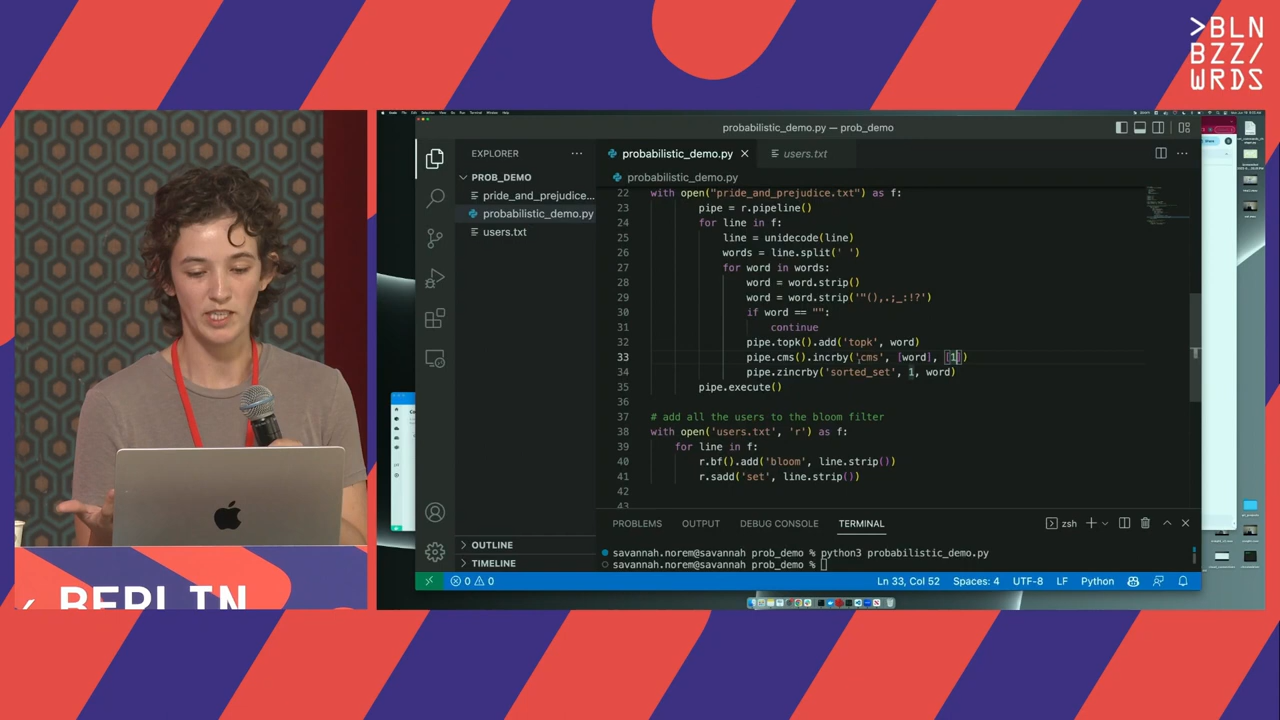 >BLN
BZZ/
WRDS
probabilistic_demo.py — prob_demo
EXPLORER
PROB_DEMO
pride_and_prejudice...
probabilistic_demo.py
users.txt
OUTLINE
TIMELINE
probabilistic_demo.py
users.txt
probabilistic_demo.py
22 with open("pride_and_prejudice.txt") as f:
23 pipe = r.pipeline()
24 for line in f:
25 line = unidecode(line)
26 words = line.split(' ')
27 for word in words:
28 word = word.strip()
29 word = word.strip('"(),.;_:!?')
30 if word == "":
31 continue
32 pipe.topk().add('topk', word)
33 pipe.cms().incrby('cms', [word], [1])
34 pipe.zincrby('sorted_set', 1, word)
35 pipe.execute()
36
37 # add all the users to the bloom filter
38 with open('users.txt', 'r') as f:
39 for line in f:
40 r.bf().add('bloom', line.strip())
41 r.sadd('set', line.strip())
42
43
PROBLEMS OUTPUT DEBUG CONSOLE TERMINAL
zsh
savannah.norem@savannah prob_demo % python3 probabilistic_demo.py
savannah.norem@savannah prob_demo %
0 0 Ln 33, Col 52 Spaces: 4 UTF-8 LF Python
BERLIN